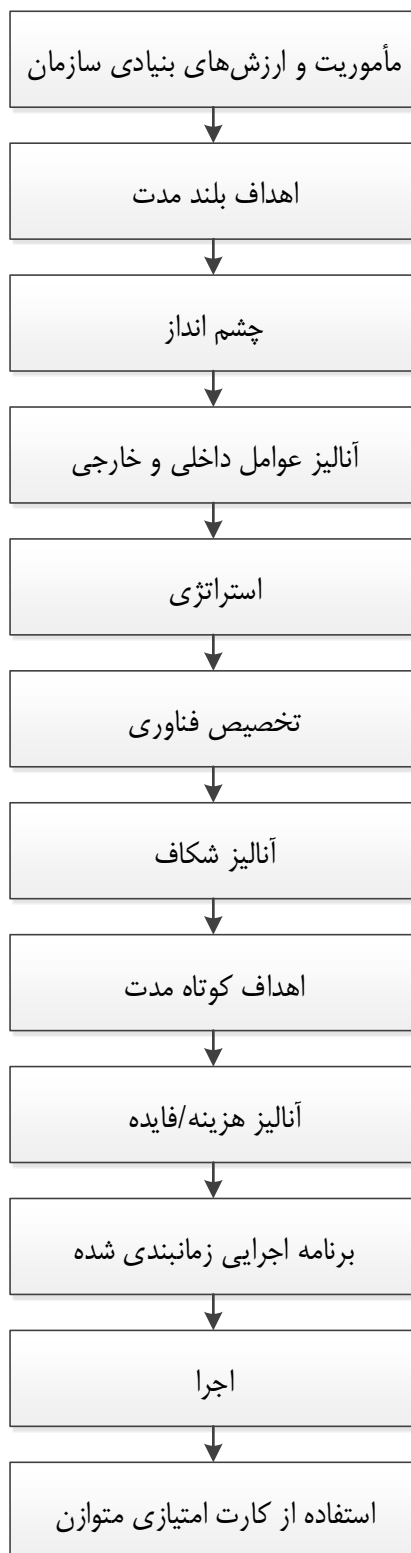 مأموریت و ارزش‌های بنیادی سازمان
اهداف بلند مدت
چشم انداز
آنالیز عوامل داخلی و خارجی
استراتژی
تخصیص فناوری
آنالیز شکاف
اهداف کوتاه مدت
آنالیز هزینه/فایده
برنامه اجرایی زمانبندی شده
اجرا
استفاده از کارت امتیازی متوازن